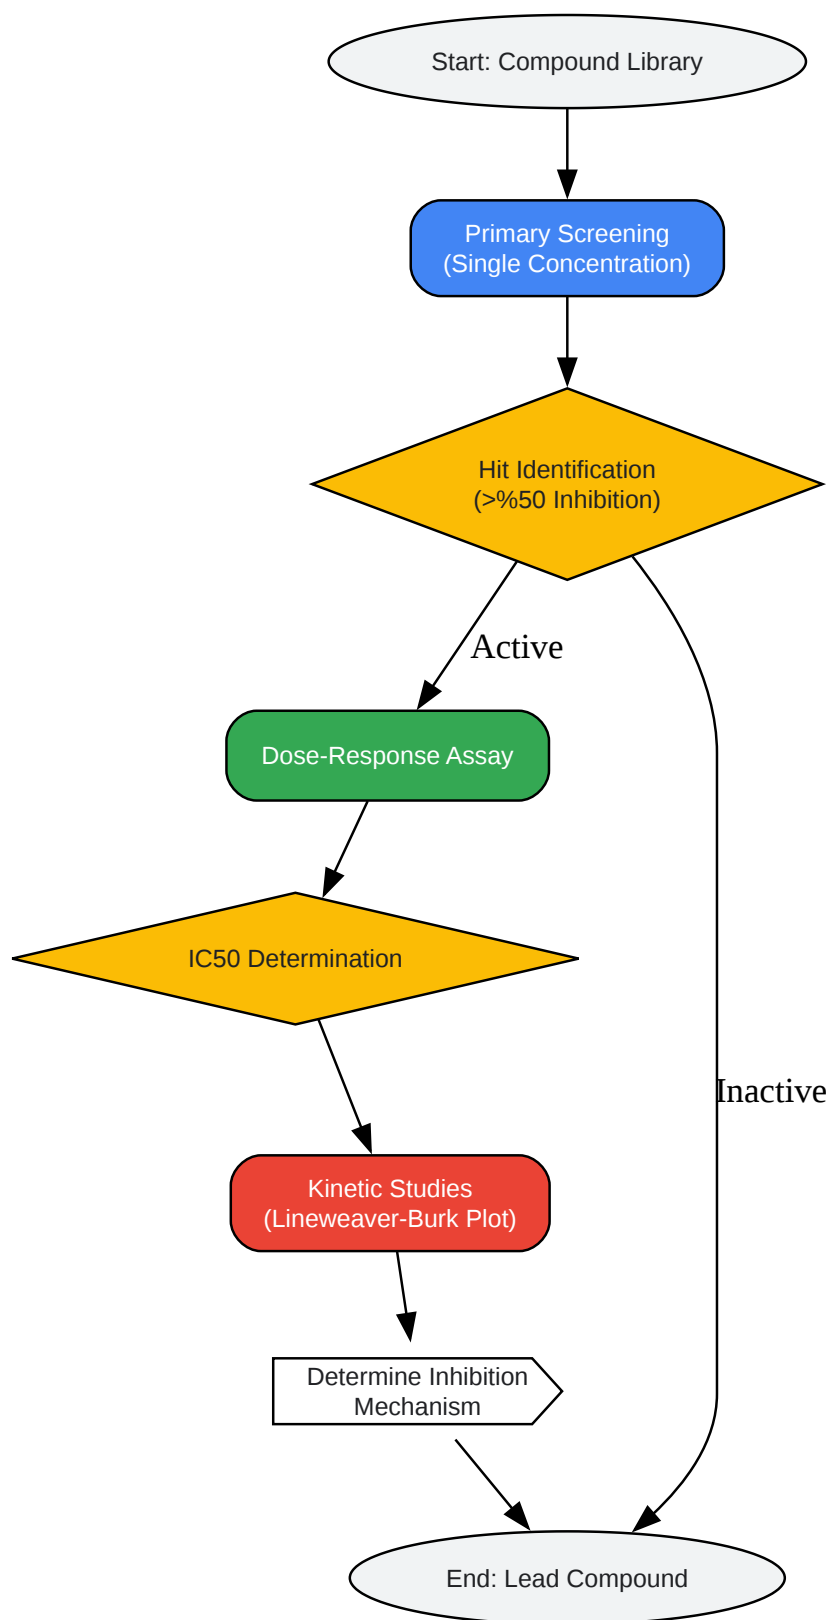 Start: Compound Library
Primary Screening
(Single Concentration)
Hit Identification
(>%50 Inhibition)
Active
Dose-Response Assay
IC50 Determination
Inactive
Kinetic Studies
(Lineweaver-Burk Plot)
Determine Inhibition
Mechanism
End: Lead Compound